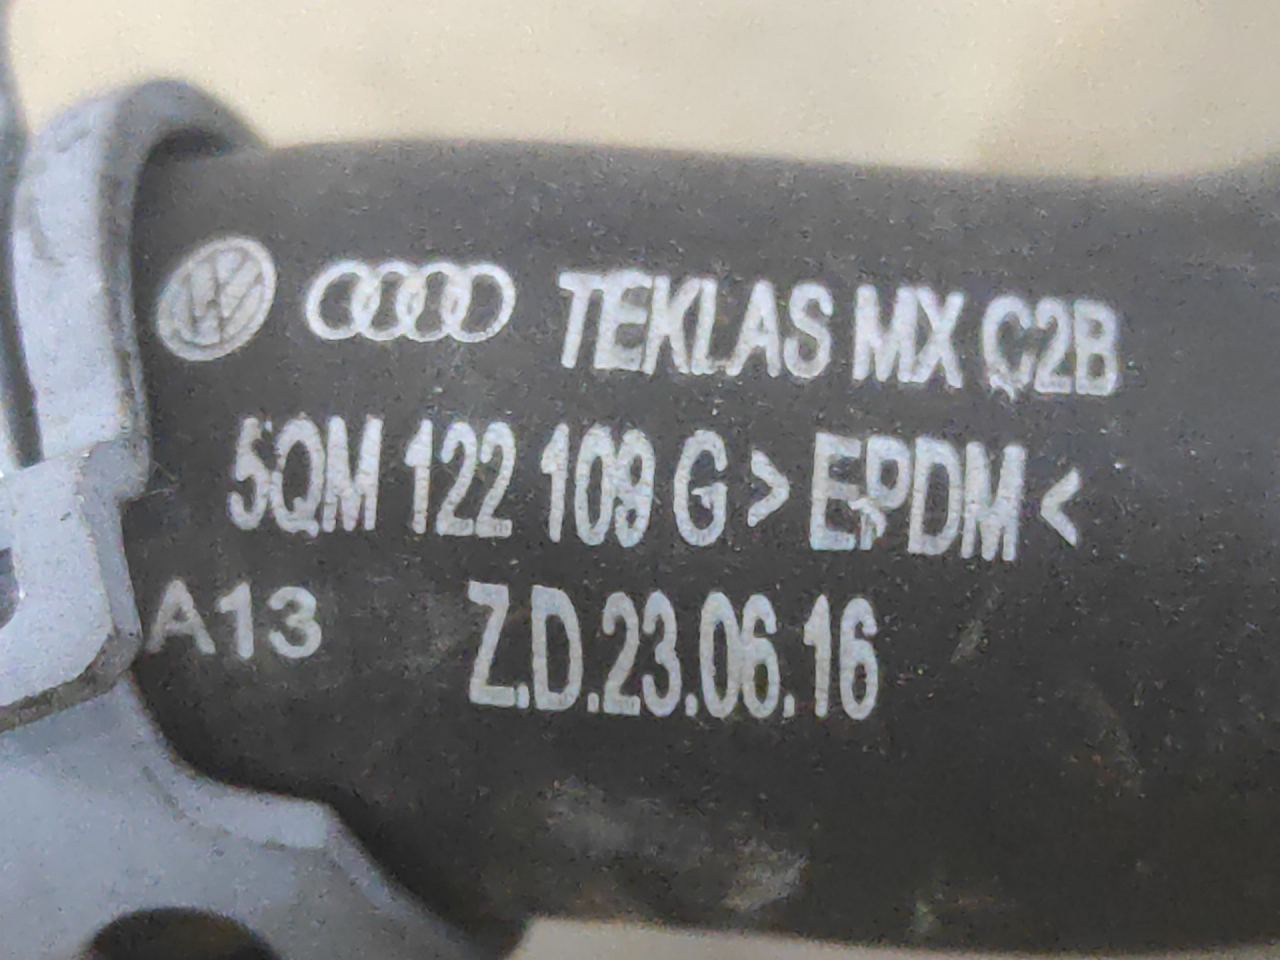 TEKLAS MX C2B
5QM 122 109 G >EPDM<
A13 Z.D.23.06.16